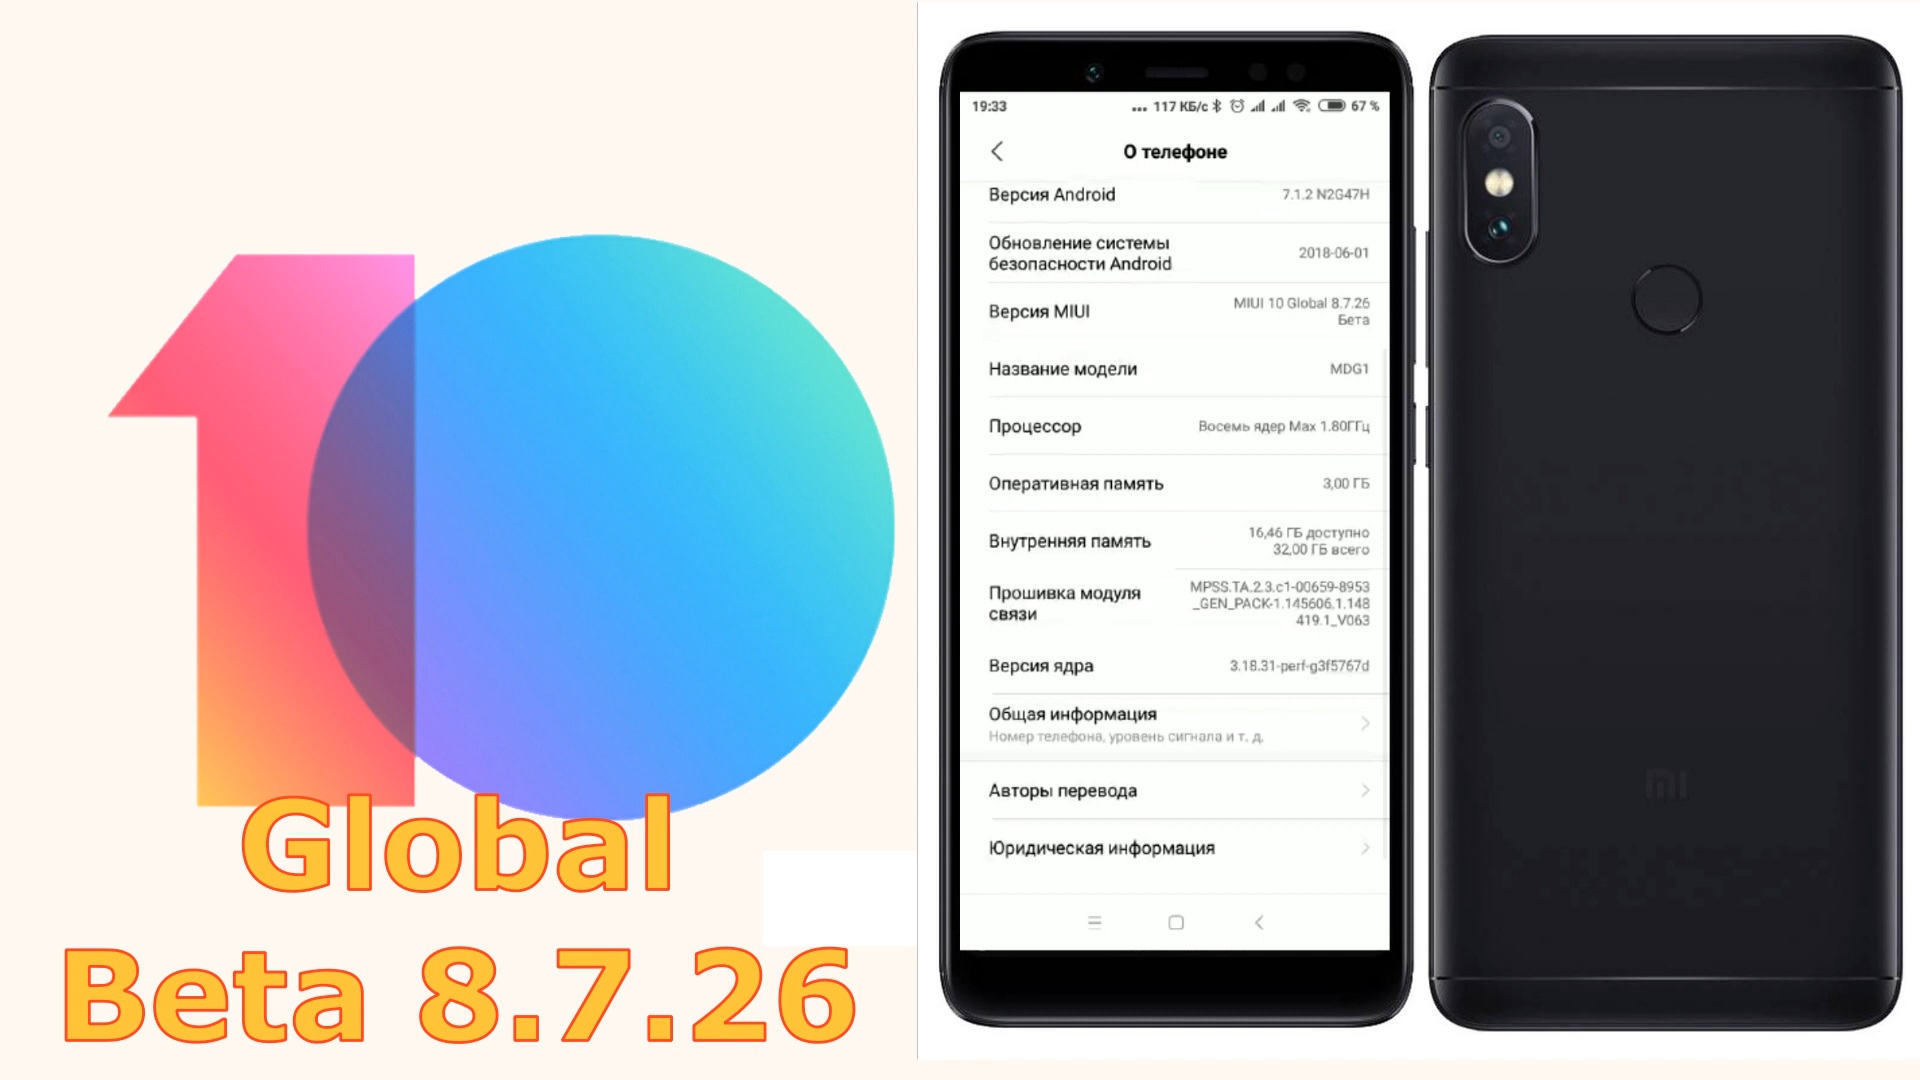 10
Global
Beta 8.7.26
19:33
... 117 КБ/с 67 %
О телефоне
Версия Android
7.1.2 N2G47H
Обновление системы
безопасности Android
2018-06-01
Версия MIUI
MIUI 10 Global 8.7.26
Бета
Название модели
MDG1
Процессор
Восемь ядер Max 1.80ГГц
Оперативная память
3,00 ГБ
Внутренняя память
16,46 ГБ доступно
32,00 ГБ всего
Прошивка модуля
связи
MPSS.TA.2.3.c1-00659-8953
_GEN_PACK-1.145606.1.148
419.1_V063
Версия ядра
3.18.31-perf-g3f5767d
Общая информация
Номер телефона, уровень сигнала и т. д.
Авторы перевода
Юридическая информация
mi